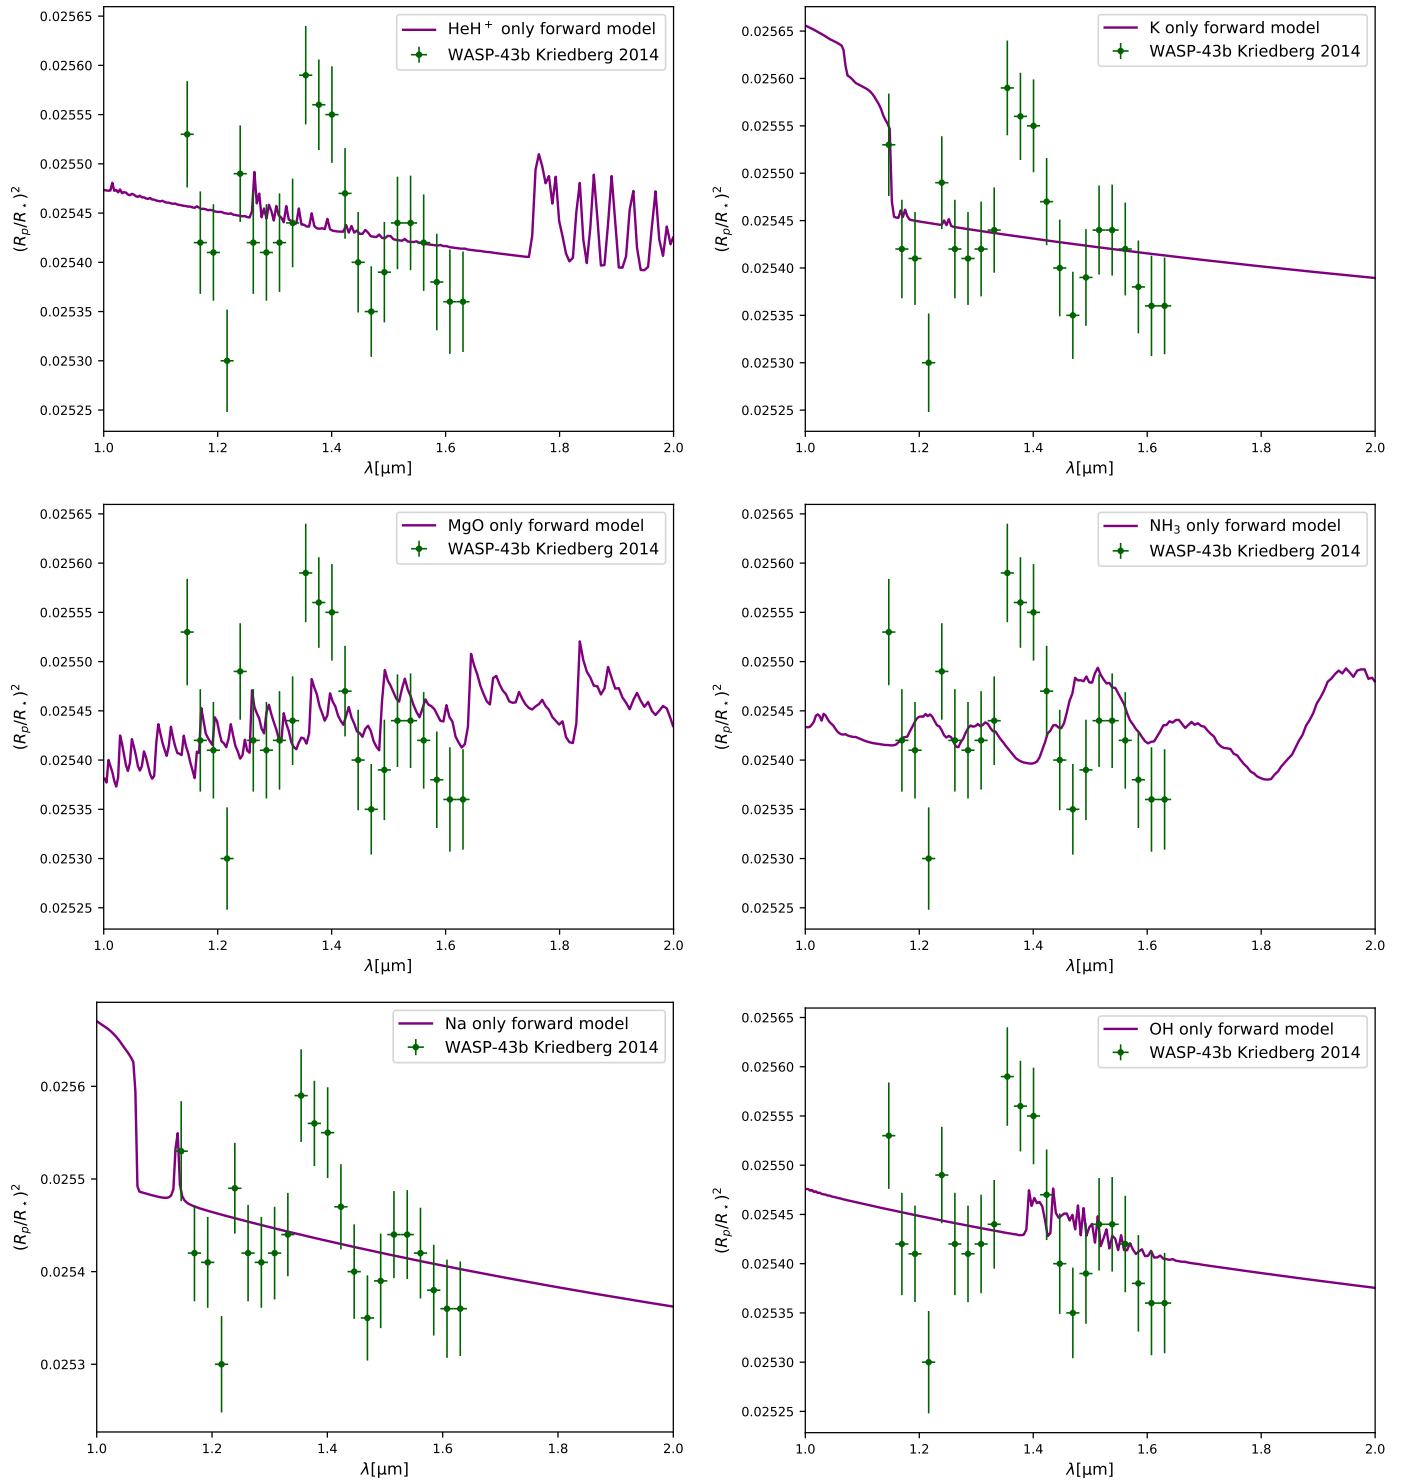 HeH+ only forward model
WASP-43b Kriedberg 2014
0.02565
0.02560
0.02555
0.02550
0.02545
0.02540
0.02535
0.02530
0.02525
(Rp/R⋆)²
1.0 1.2 1.4 1.6 1.8 2.0
λ[µm]
K only forward model
WASP-43b Kriedberg 2014
0.02565
0.02560
0.02555
0.02550
0.02545
0.02540
0.02535
0.02530
0.02525
(Rp/R⋆)²
1.0 1.2 1.4 1.6 1.8 2.0
λ[µm]
MgO only forward model
WASP-43b Kriedberg 2014
0.02565
0.02560
0.02555
0.02550
0.02545
0.02540
0.02535
0.02530
0.02525
(Rp/R⋆)²
1.0 1.2 1.4 1.6 1.8 2.0
λ[µm]
NH₃ only forward model
WASP-43b Kriedberg 2014
0.02565
0.02560
0.02555
0.02550
0.02545
0.02540
0.02535
0.02530
0.02525
(Rp/R⋆)²
1.0 1.2 1.4 1.6 1.8 2.0
λ[µm]
Na only forward model
WASP-43b Kriedberg 2014
0.0256
0.0255
0.0254
0.0253
(Rp/R⋆)²
1.0 1.2 1.4 1.6 1.8 2.0
λ[µm]
OH only forward model
WASP-43b Kriedberg 2014
0.02565
0.02560
0.02555
0.02550
0.02545
0.02540
0.02535
0.02530
0.02525
(Rp/R⋆)²
1.0 1.2 1.4 1.6 1.8 2.0
λ[µm]